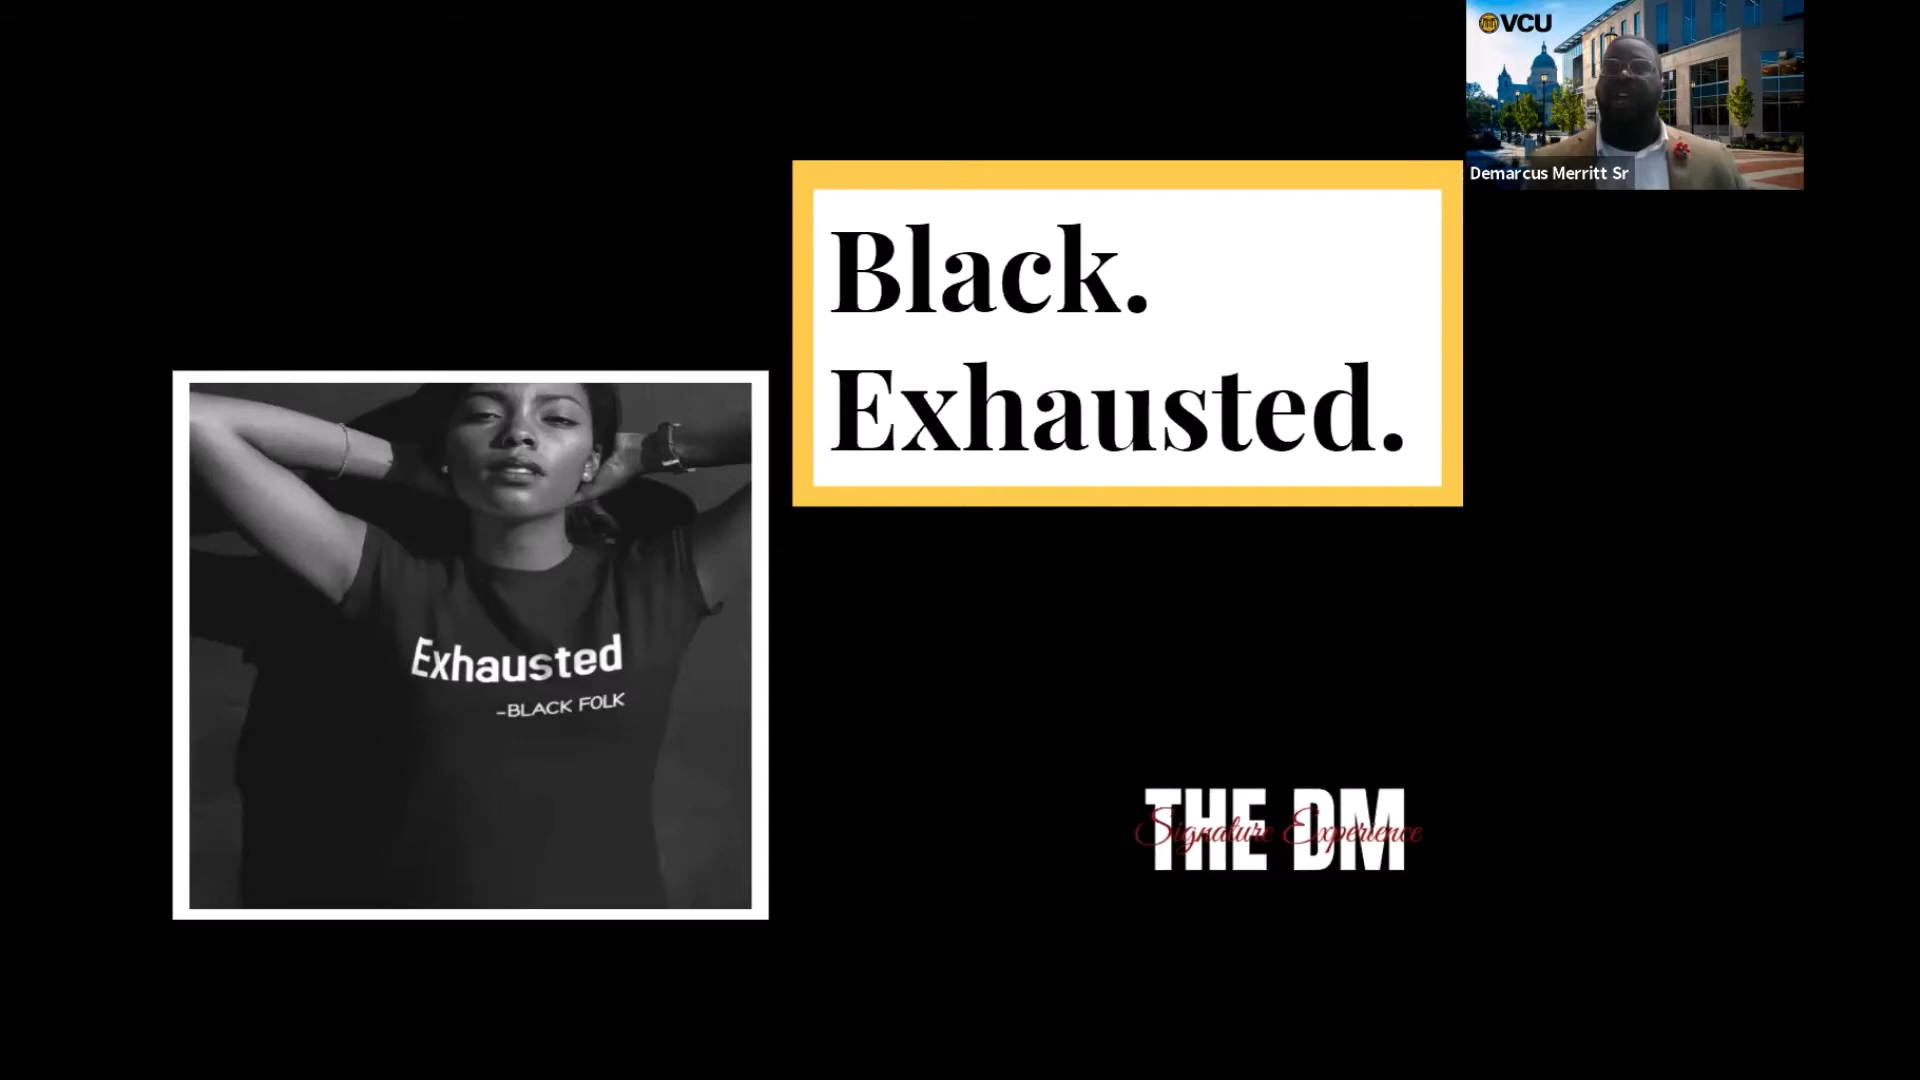 VCU
Demarcus Merritt Sr
Black.
Exhausted.
Exhausted
-BLACK FOLK
THE DM
Signature Experience